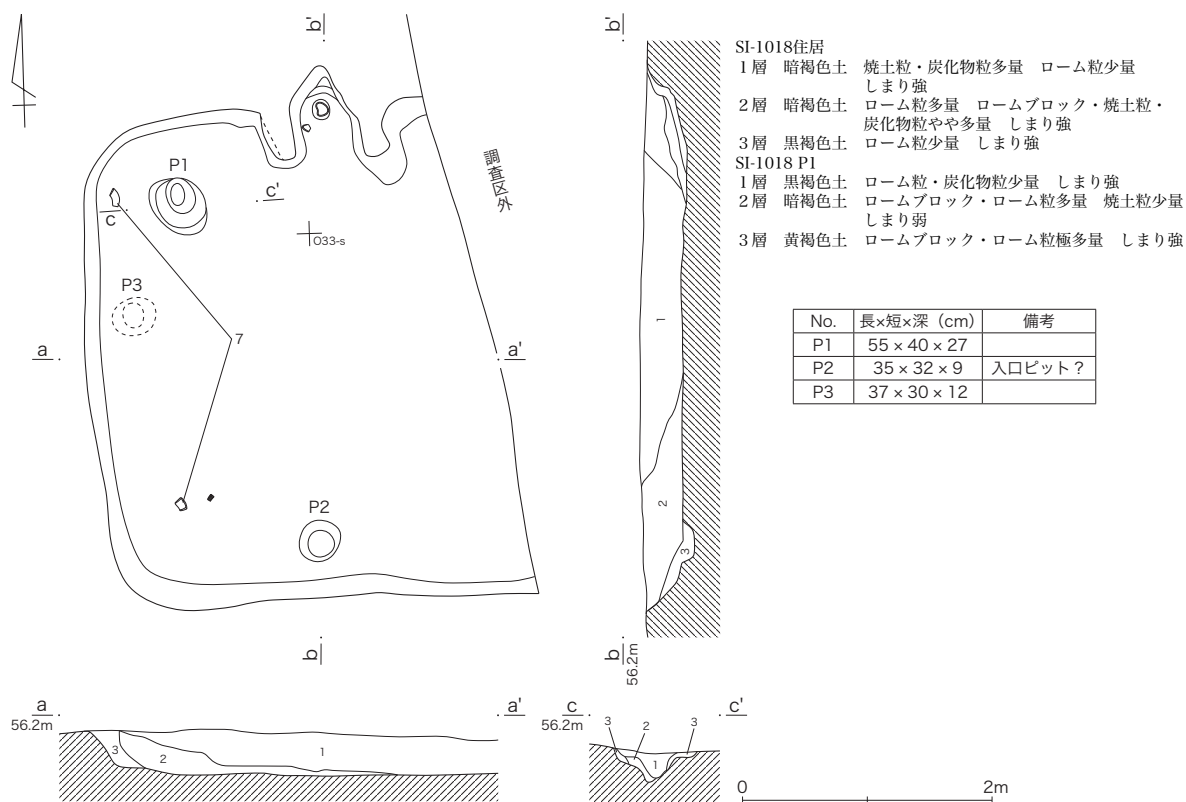 b'
b'
SI-1018住居
1層　暗褐色土　焼土粒・炭化物粒多量　ローム粒少量
しまり強
2層　暗褐色土　ローム粒多量　ロームブロック・焼土粒・
炭化物粒やや多量　しまり強
3層　黒褐色土　ローム粒少量　しまり強
SI-1018 P1
1層　黒褐色土　ローム粒・炭化物粒少量　しまり強
2層　暗褐色土　ロームブロック・ローム粒多量　焼土粒少量
しまり弱
3層　黄褐色土　ロームブロック・ローム粒極多量　しまり強
調査区外
P1
c
c'
033-s
P3
7
a
a'
P2
b
1
2
3
b
56.2m
No.　長×短×深（cm）　備考
P1　55 × 40 × 27
P2　35 × 32 × 9　入口ピット？
P3　37 × 30 × 12
a
56.2m
a'
3
2
1
c
56.2m
c'
3
2
3
1
0
2m